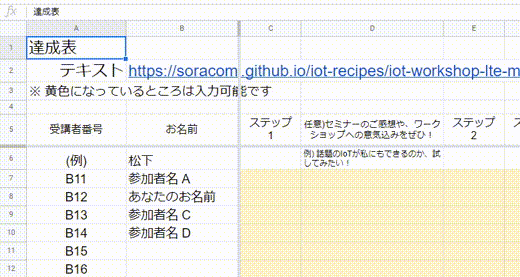 fx 達成表
A B C D E
1 達成表
2 テキスト https://soracom.github.io/iot-recipes/iot-workshop-lte-m
3 ※ 黄色になっているところは入力可能です
4
5 受講者番号 お名前 ステップ 1 任意)セミナーのご感想や、ワークショップへの意気込みをぜひ！ ステップ 2
6 (例) 松下 例) 話題のIoTが私にもできるのか、試してみたい！
7 B11 参加者名 A
8 B12 あなたのお名前
9 B13 参加者名 C
10 B14 参加者名 D
11 B15
12 B16